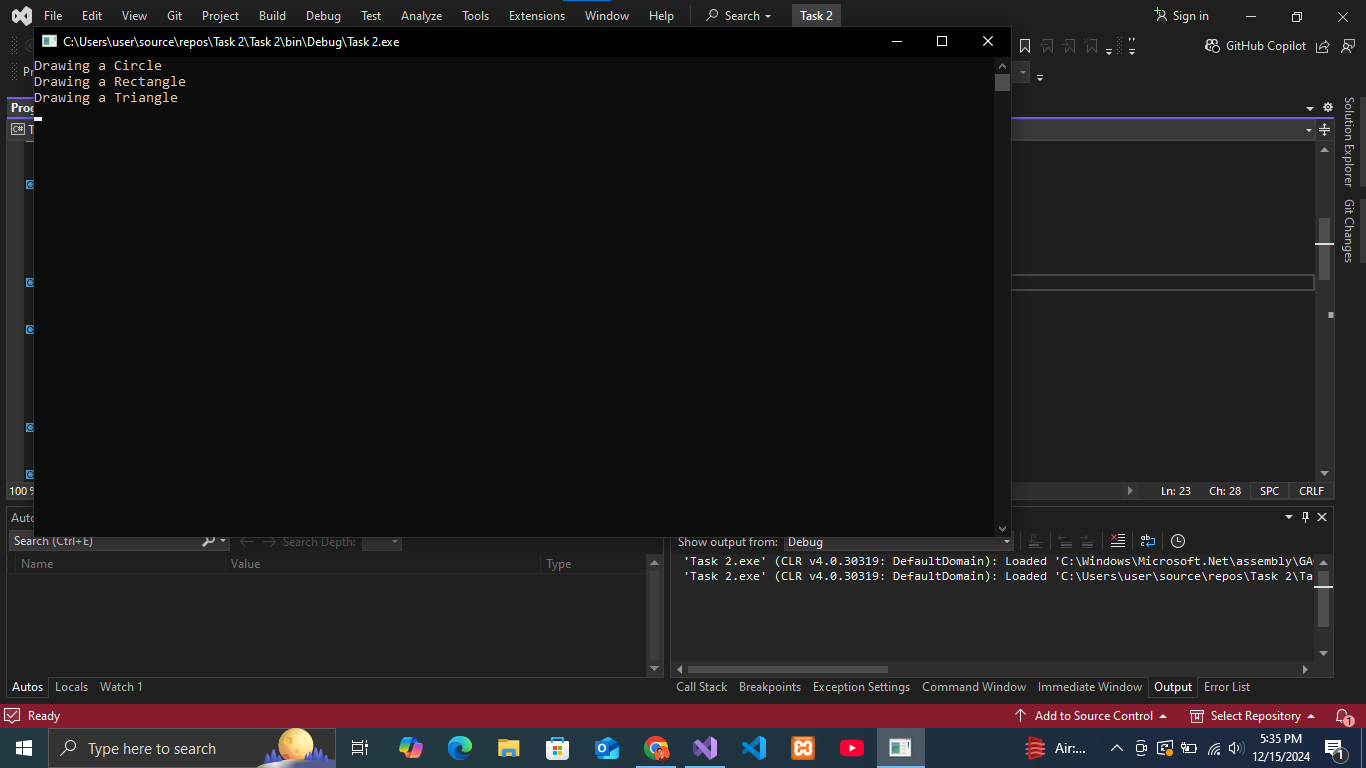 File Edit View Git Project Build Debug Test Analyze Tools Extensions Window Help Search Task 2 Sign in
C:\Users\user\source\repos\Task 2\Task 2\bin\Debug\Task 2.exe
GitHub Copilot
Drawing a Circle
Drawing a Rectangle
Drawing a Triangle
C#
Solution Explorer
Git Changes
100 %
Ln: 23 Ch: 28 SPC CRLF
Search (Ctrl+E) Search Depth:
Name Value Type
Show output from: Debug
'Task 2.exe' (CLR v4.0.30319: DefaultDomain): Loaded 'C:\Windows\Microsoft.Net\assembly\GA
'Task 2.exe' (CLR v4.0.30319: DefaultDomain): Loaded 'C:\Users\user\source\repos\Task 2\Ta
Autos Locals Watch 1
Call Stack Breakpoints Exception Settings Command Window Immediate Window Output Error List
Ready
Add to Source Control Select Repository 1
Type here to search
Air:...
5:35 PM
12/15/2024
1